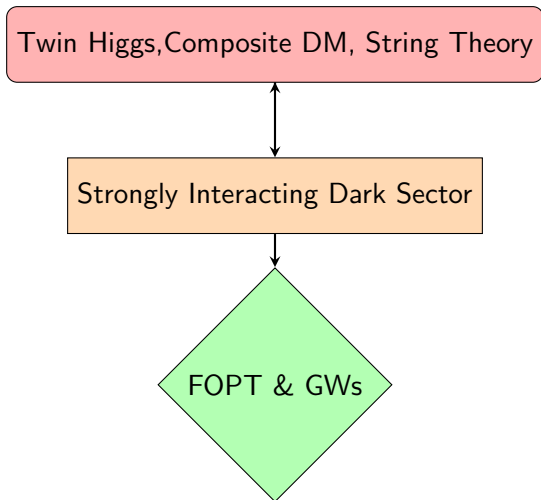 Twin Higgs,Composite DM, String Theory
Strongly Interacting Dark Sector
FOPT & GWs